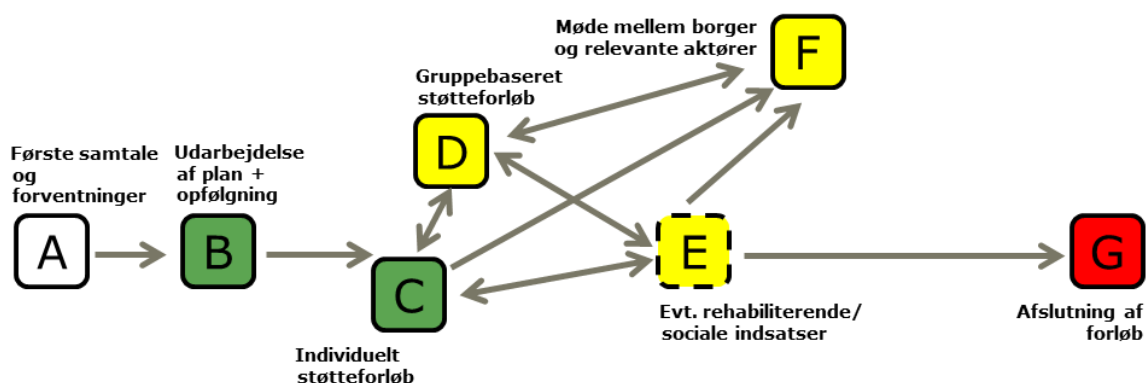 Første samtale
og
forventninger
A
Udarbejdelse
af plan +
opfølgning
B
C
Individuelt
støtteforløb
Gruppebaseret
støtteforløb
D
Møde mellem borger
og relevante aktører
F
E
Evt. rehabiliterende/
sociale indsatser
G
Afslutning af
forløb